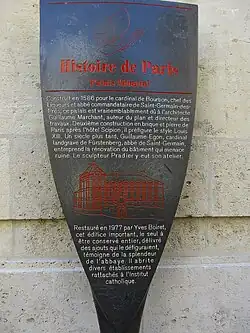 Histoire de Paris
Palais abbatial
Construit en 1586 pour le cardinal de Bourbon, chef des
Ligueurs et abbé commandataire de Saint-Germain-des-
Prés, ce palais est vraisemblablement dû à l'architecte
Guillaume Marchant, auteur du plan et directeur des
travaux. Deuxième construction en brique et pierre de
Paris après l'hôtel Scipion, il préfigure le style Louis
XIII. Un siècle plus tard, Guillaume Egon, cardinal
landgrave de Fürstenberg, abbé de Saint-Germain,
entreprend la rénovation du bâtiment que menace
ruine. Le sculpteur Pradier y eut son atelier.
Restauré en 1977 par Yves Boiret,
cet édifice important, le seul à
être conservé entier, délivré
des ajouts qui le défiguraient,
témoigne de la splendeur
de l'abbaye. Il abrite
divers établissements
rattachés à l'Institut
catholique.